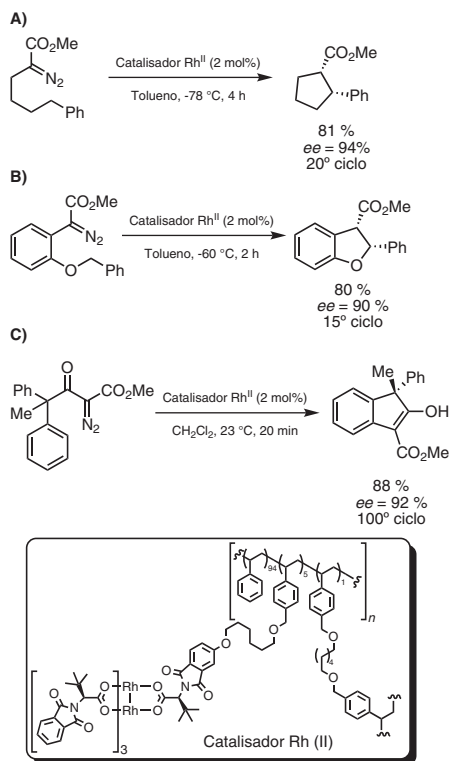 A)
CO₂Me
N₂
Ph
Catalisador Rhᴵᴵ (2 mol%)
Tolueno, -78 °C, 4 h
CO₂Me
Ph
81 %
ee = 94%
20º ciclo
B)
CO₂Me
N₂
O
Ph
Catalisador Rhᴵᴵ (2 mol%)
Tolueno, -60 °C, 2 h
CO₂Me
Ph
O
80 %
ee = 90 %
15º ciclo
C)
O
Ph
CO₂Me
Me
N₂
Catalisador Rhᴵᴵ (2 mol%)
CH₂Cl₂, 23 °C, 20 min
Me Ph
OH
CO₂Me
88 %
ee = 92 %
100º ciclo
94 5 1
n
O O
O
4
O
O
N
O
O Rh O
O Rh O
O
N
O
O
3
Catalisador Rh (II)